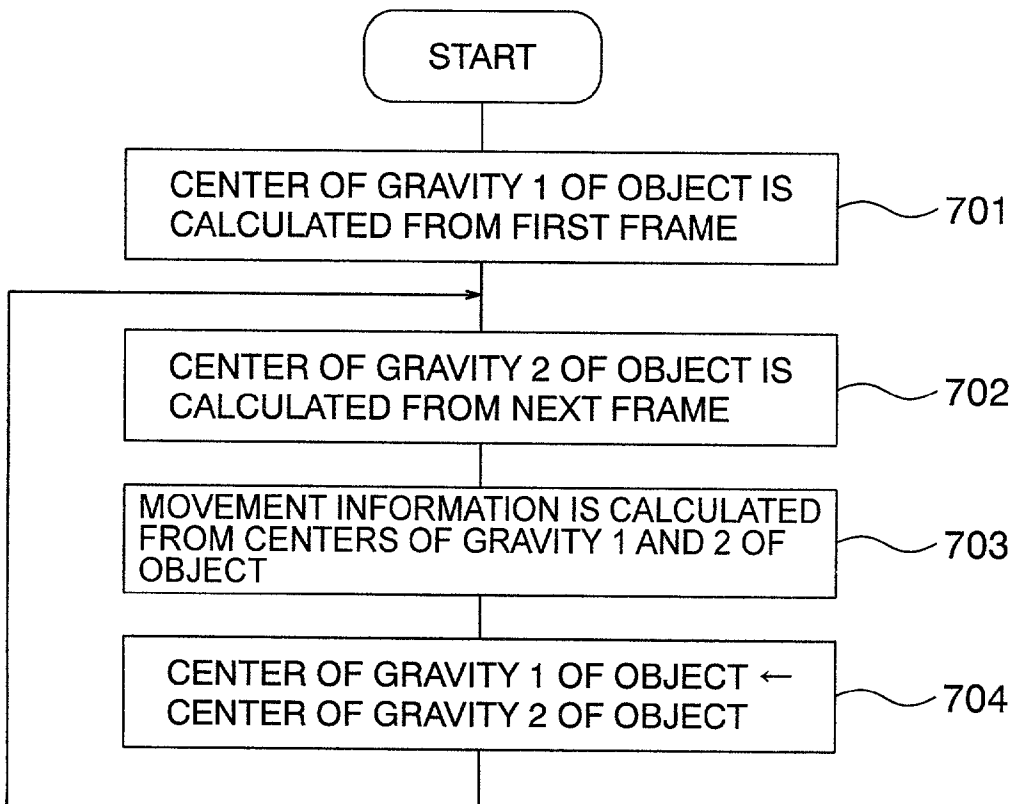 START
CENTER OF GRAVITY 1 OF OBJECT IS
CALCULATED FROM FIRST FRAME
701
CENTER OF GRAVITY 2 OF OBJECT IS
CALCULATED FROM NEXT FRAME
702
MOVEMENT INFORMATION IS CALCULATED
FROM CENTERS OF GRAVITY 1 AND 2 OF
OBJECT
703
CENTER OF GRAVITY 1 OF OBJECT ←
CENTER OF GRAVITY 2 OF OBJECT
704